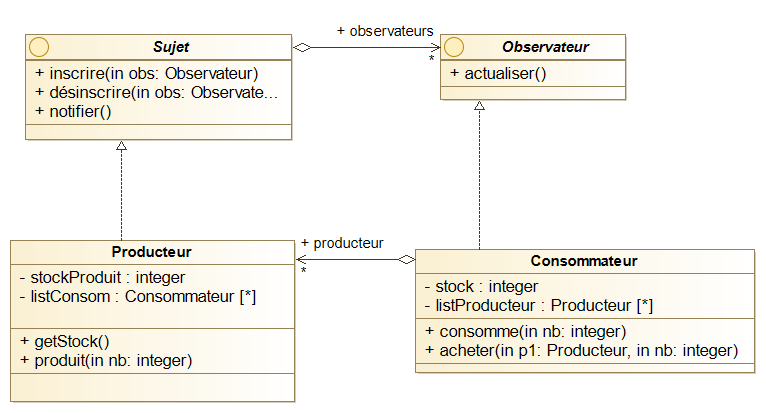 + observateurs
*
Sujet
+ inscrire(in obs: Observateur)
+ désinscrire(in obs: Observate...
+ notifier()
Observateur
+ actualiser()
Producteur
- stockProduit : integer
- listConsom : Consommateur [*]
+ getStock()
+ produit(in nb: integer)
+ producteur
*
Consommateur
- stock : integer
- listProducteur : Producteur [*]
+ consomme(in nb: integer)
+ acheter(in p1: Producteur, in nb: integer)